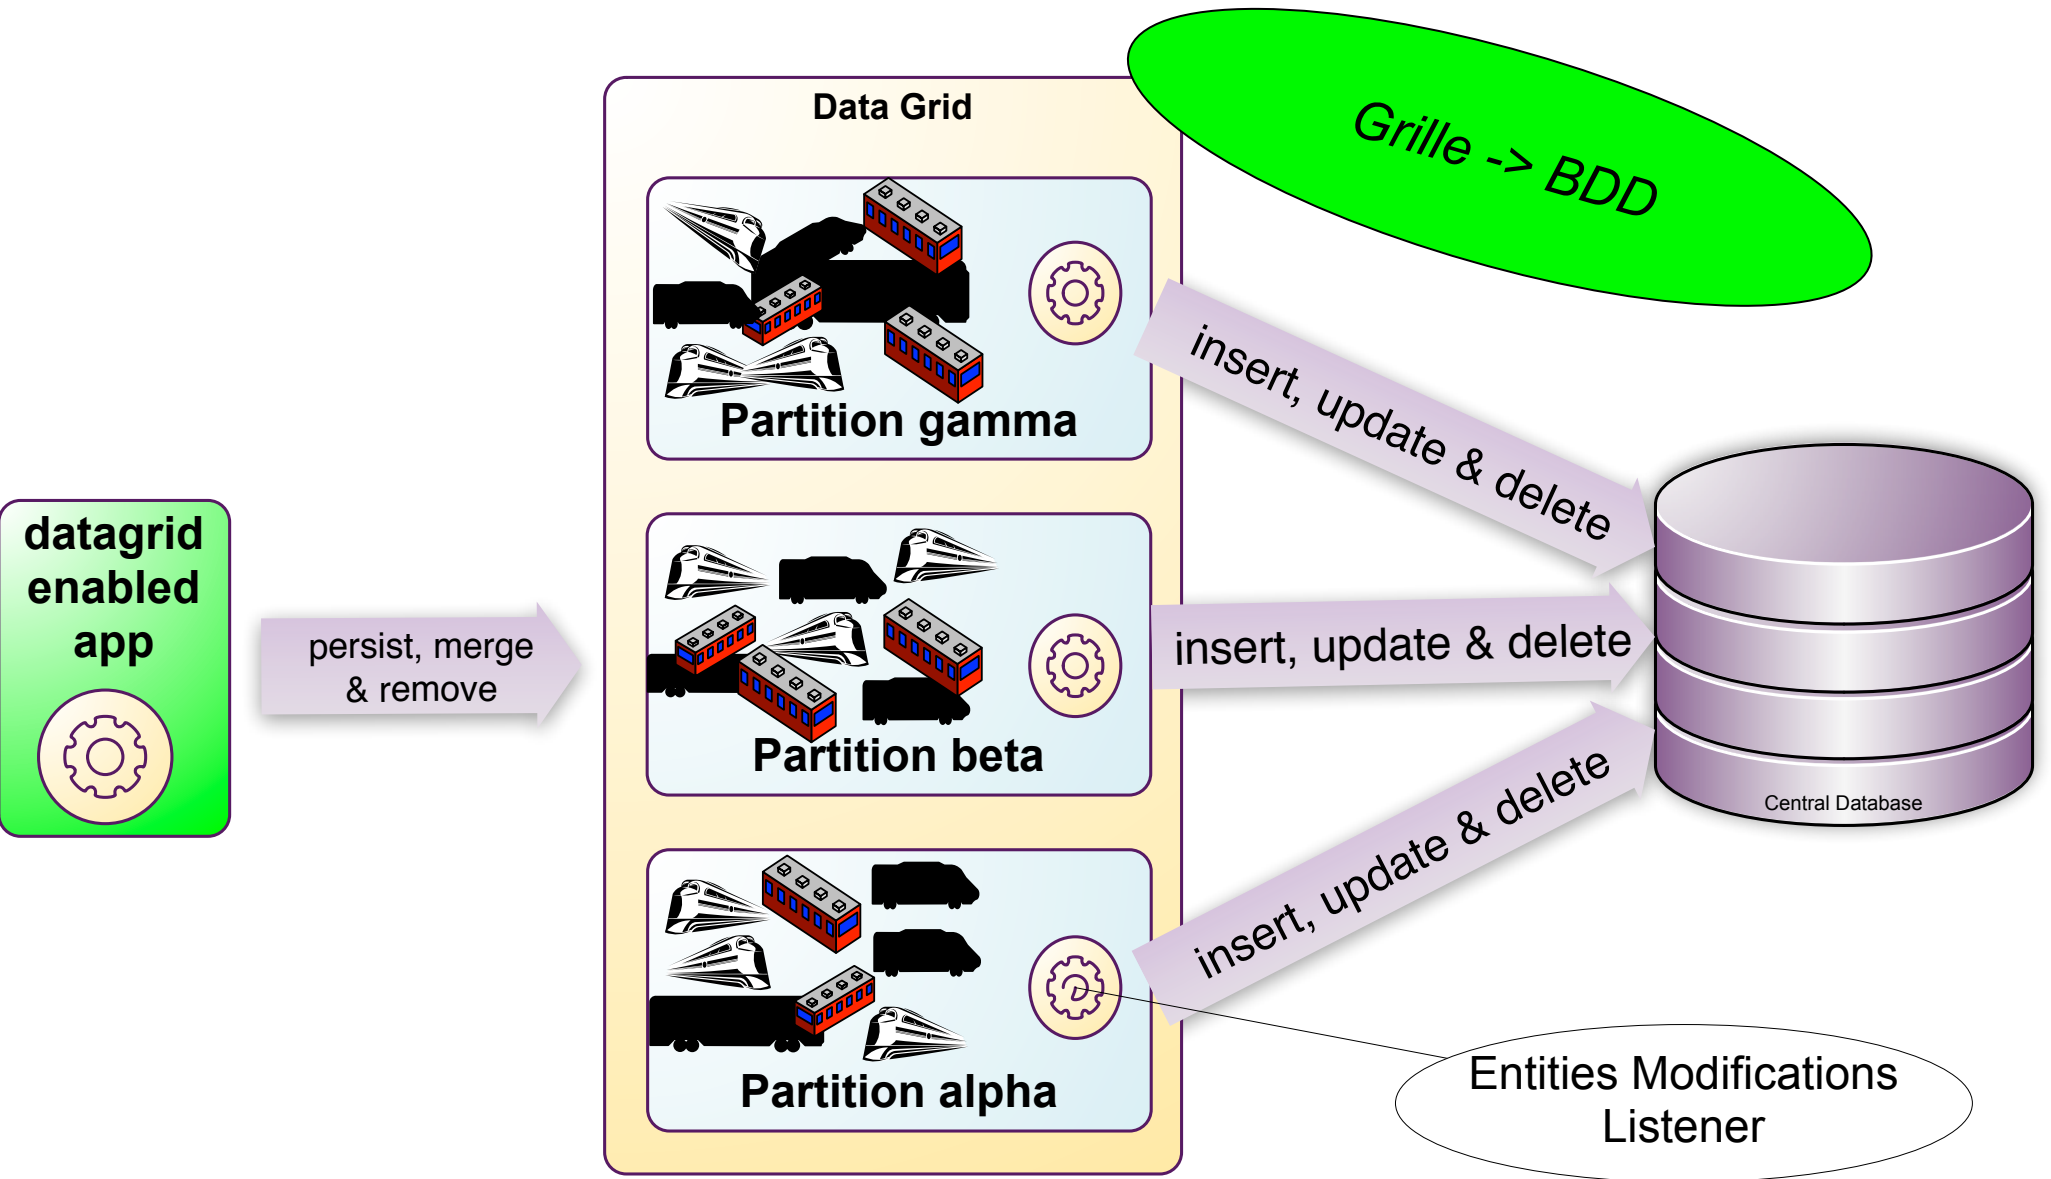 Data Grid
Grille -> BDD
Partition gamma
insert, update & delete
datagrid
enabled
app
persist, merge
& remove
Partition beta
insert, update & delete
Central Database
Partition alpha
insert, update & delete
Entities Modifications
Listener